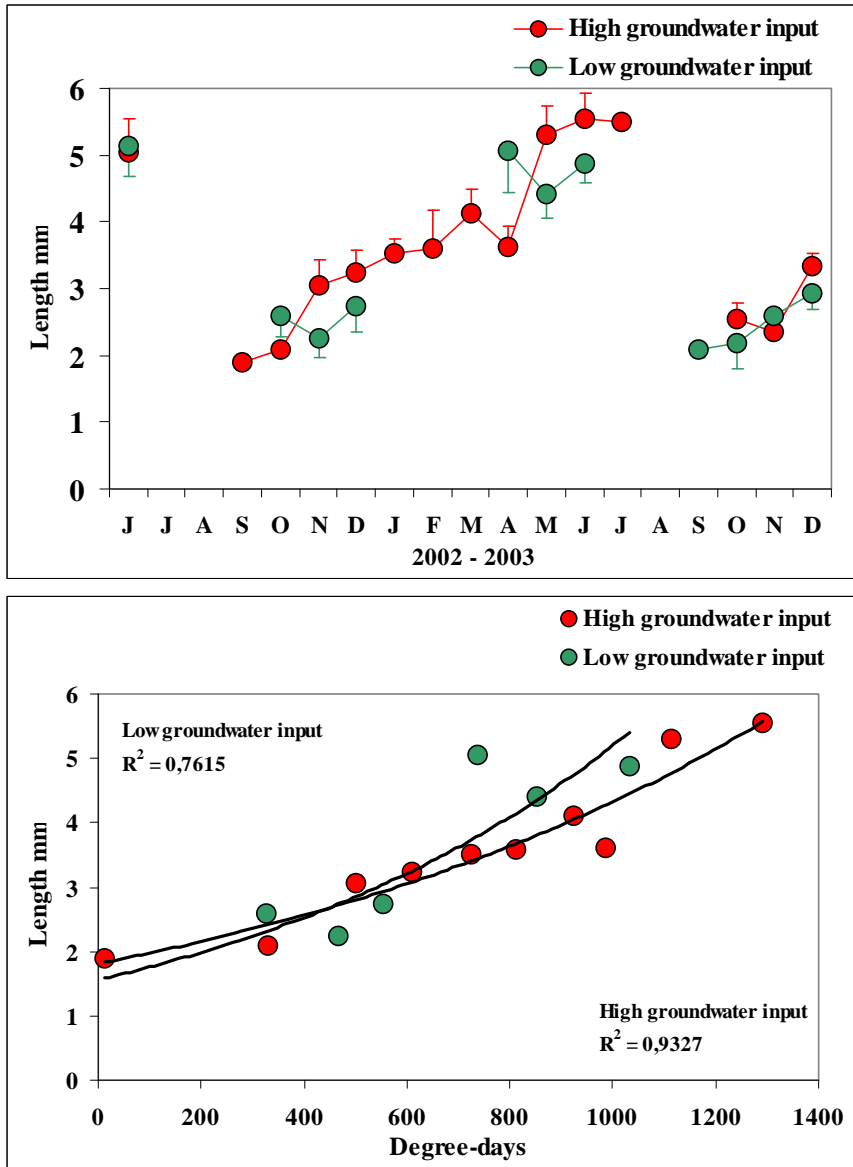 High groundwater input
Low groundwater input
6
5
4
3
2
1
0
Length mm
J J A S O N D J F M A M J J A S O N D
2002 - 2003
High groundwater input
Low groundwater input
6
5
4
3
2
1
0
Length mm
Low groundwater input
R² = 0,7615
High groundwater input
R² = 0,9327
0 200 400 600 800 1000 1200 1400
Degree-days